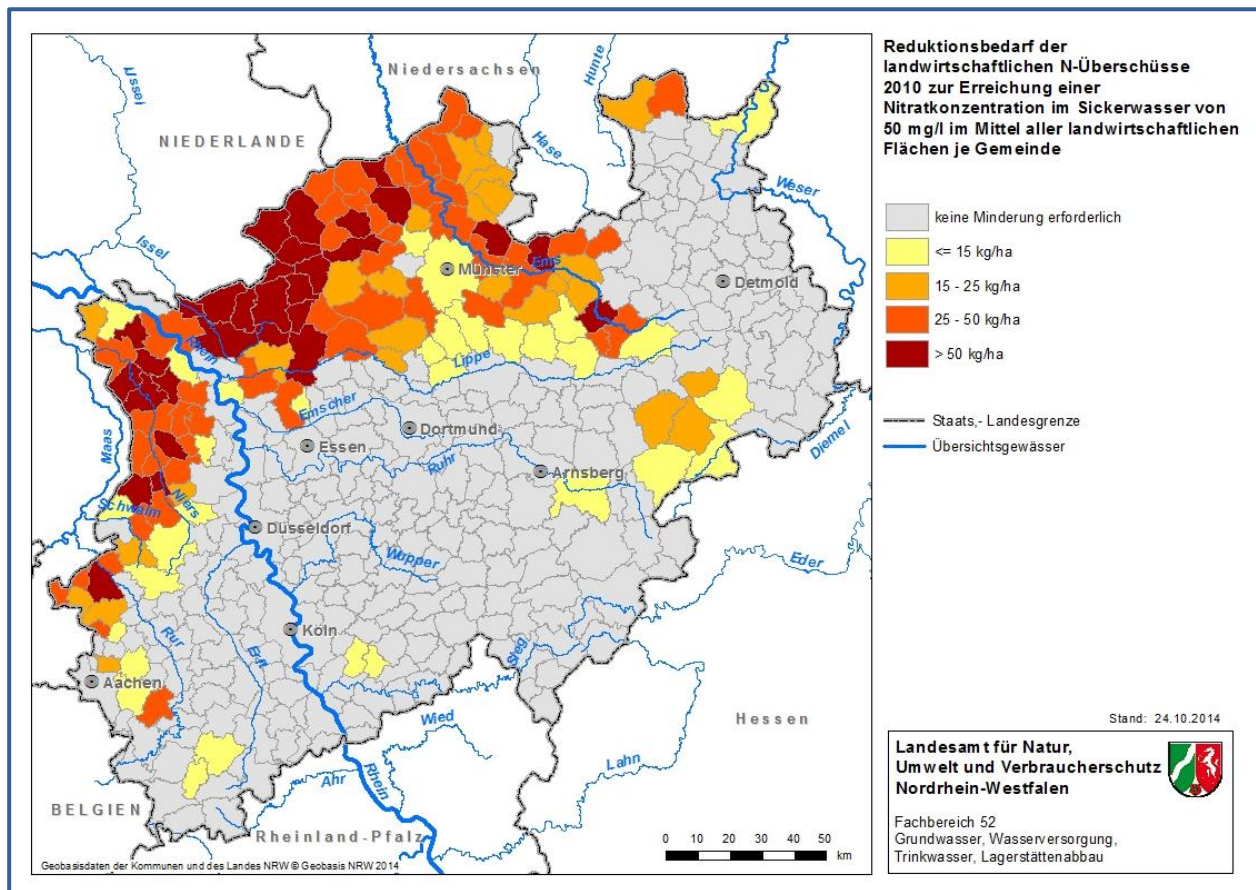 Reduktionsbedarf der
landwirtschaftlichen N-Überschüsse
2010 zur Erreichung einer
Nitratkonzentration im Sickerwasser von
50 mg/l im Mittel aller landwirtschaftlichen
Flächen je Gemeinde
keine Minderung erforderlich
<= 15 kg/ha
15 - 25 kg/ha
25 - 50 kg/ha
> 50 kg/ha
Staats,- Landesgrenze
Übersichtsgewässer
Stand: 24.10.2014
Landesamt für Natur,
Umwelt und Verbraucherschutz
Nordrhein-Westfalen
Fachbereich 52
Grundwasser, Wasserversorgung,
Trinkwasser, Lagerstättenabbau
IJssel
Niedersachsen
Hunte
NIEDERLANDE
Hase
Weser
Issel
Münster
Ems
Detmold
Rhein
Lippe
Emscher
Dortmund
Essen
Ruhr
Maas
Arnsberg
Diemel
Niers
Schwalm
Düsseldorf
Wupper
Eder
Köln
Rur
Erft
Sieg
Aachen
Wied
Hessen
Lahn
Ahr
Rhein
BELGIEN
Rheinland-Pfalz
0 10 20 30 40 50
km
Geobasisdaten der Kommunen und des Landes NRW © Geobasis NRW 2014